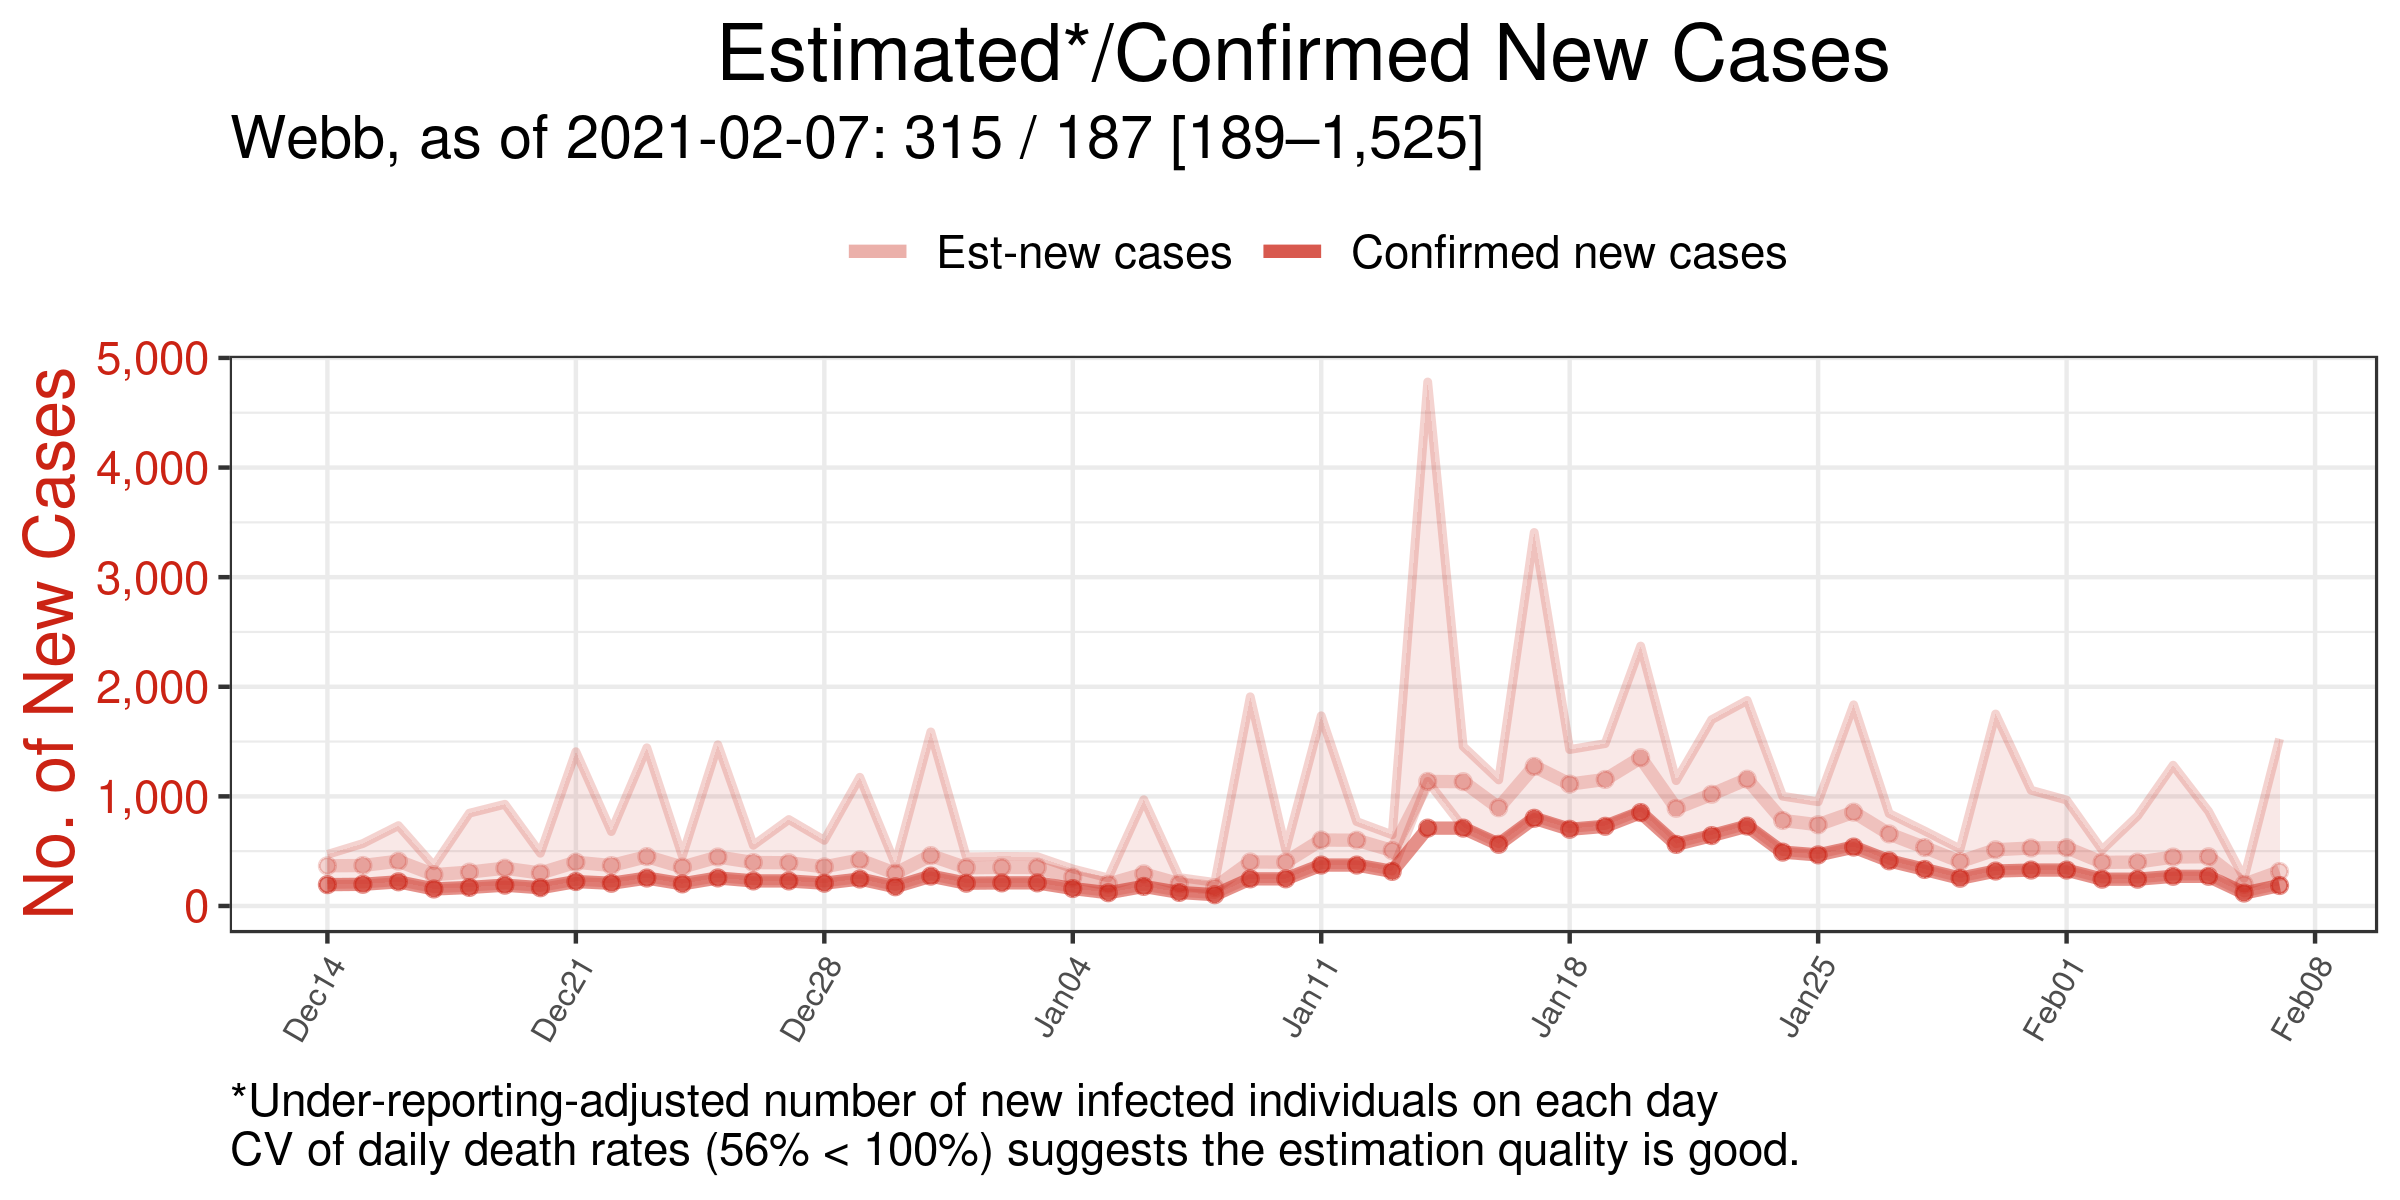 Estimated*/Confirmed New Cases
Webb, as of 2021-02-07: 315 / 187 [189–1,525]
Est-new cases Confirmed new cases
No. of New Cases
5,000
4,000
3,000
2,000
1,000
0
Dec14 Dec21 Dec28 Jan04 Jan11 Jan18 Jan25 Feb01 Feb08
*Under-reporting-adjusted number of new infected individuals on each day
CV of daily death rates (56% < 100%) suggests the estimation quality is good.